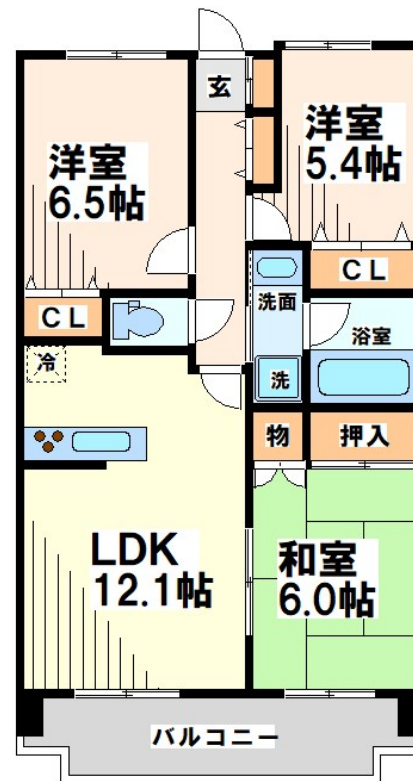 玄
洋室
6.5帖
洋室
5.4帖
CL
CL
洗面
浴室
冷
洗
物
押入
LDK
12.1帖
和室
6.0帖
バルコニー